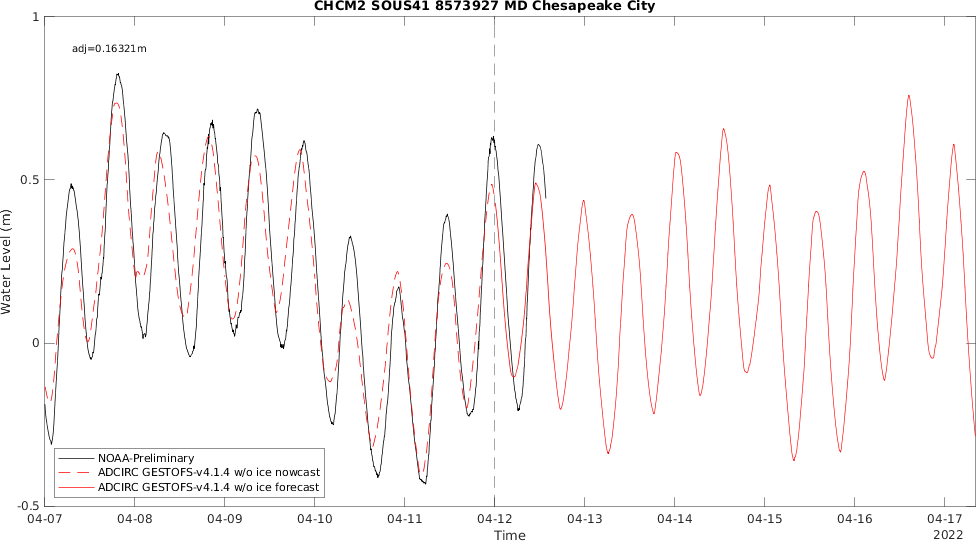 CHCM2 SOUS41 8573927 MD Chesapeake City
adj=0.16321m
1
0.5
0
-0.5
Water Level (m)
NOAA-Preliminary
ADCIRC GESTOFS-v4.1.4 w/o ice nowcast
ADCIRC GESTOFS-v4.1.4 w/o ice forecast
04-07 04-08 04-09 04-10 04-11 04-12 04-13 04-14 04-15 04-16 04-17
Time
2022